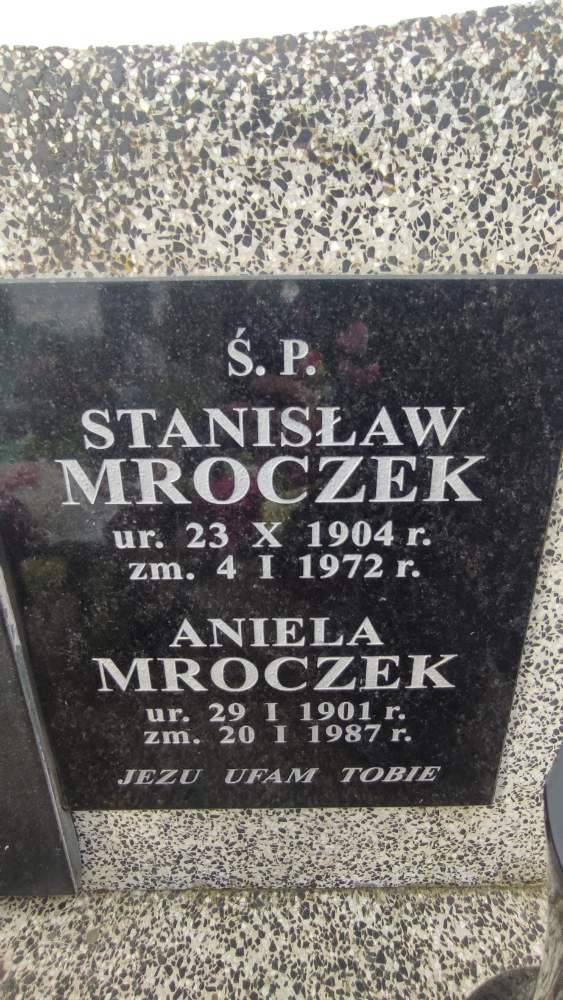 Ś. P.
STANISŁAW
MROCZEK
ur. 23 X 1904 r.
zm. 4 I 1972 r.
ANIELA
MROCZEK
ur. 29 I 1901 r.
zm. 20 I 1987 r.
JEZU UFAM TOBIE